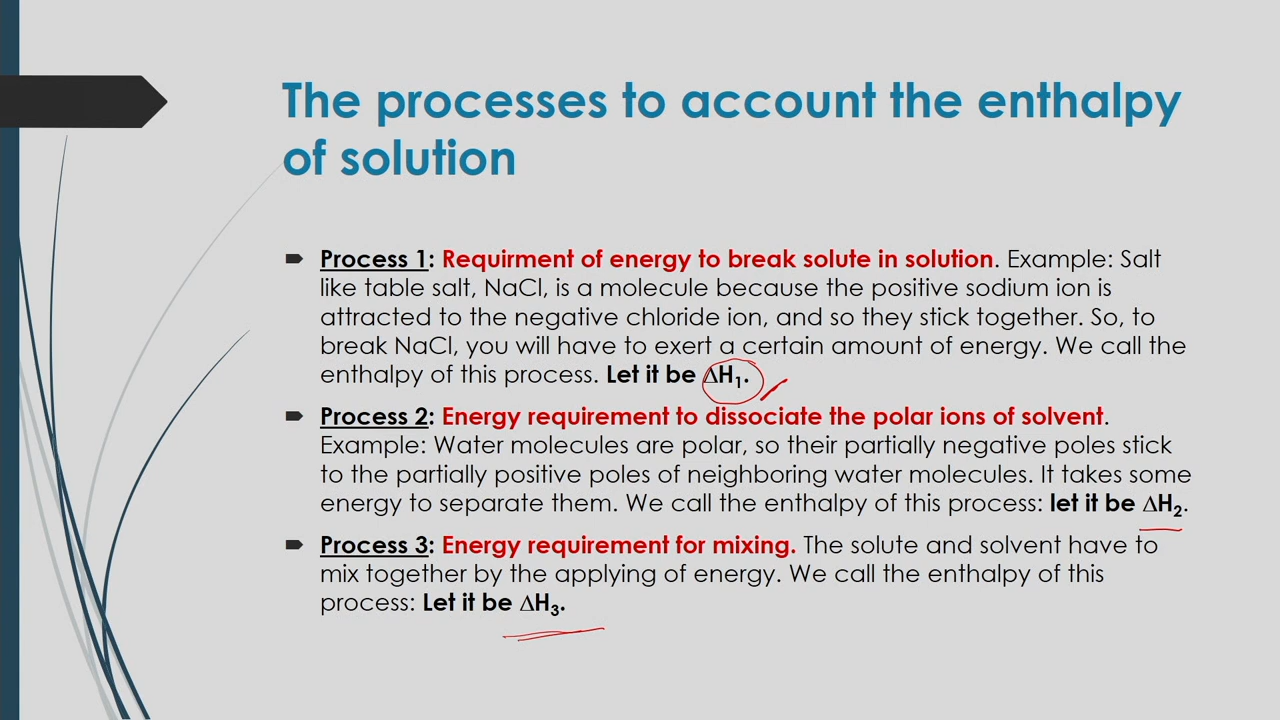 The processes to account the enthalpy
of solution
Process 1: Requirment of energy to break solute in solution. Example: Salt
like table salt, NaCl, is a molecule because the positive sodium ion is
attracted to the negative chloride ion, and so they stick together. So, to
break NaCl, you will have to exert a certain amount of energy. We call the
enthalpy of this process. Let it be ΔH₁.
Process 2: Energy requirement to dissociate the polar ions of solvent.
Example: Water molecules are polar, so their partially negative poles stick
to the partially positive poles of neighboring water molecules. It takes some
energy to separate them. We call the enthalpy of this process: let it be ΔH₂.
Process 3: Energy requirement for mixing. The solute and solvent have to
mix together by the applying of energy. We call the enthalpy of this
process: Let it be ΔH₃.